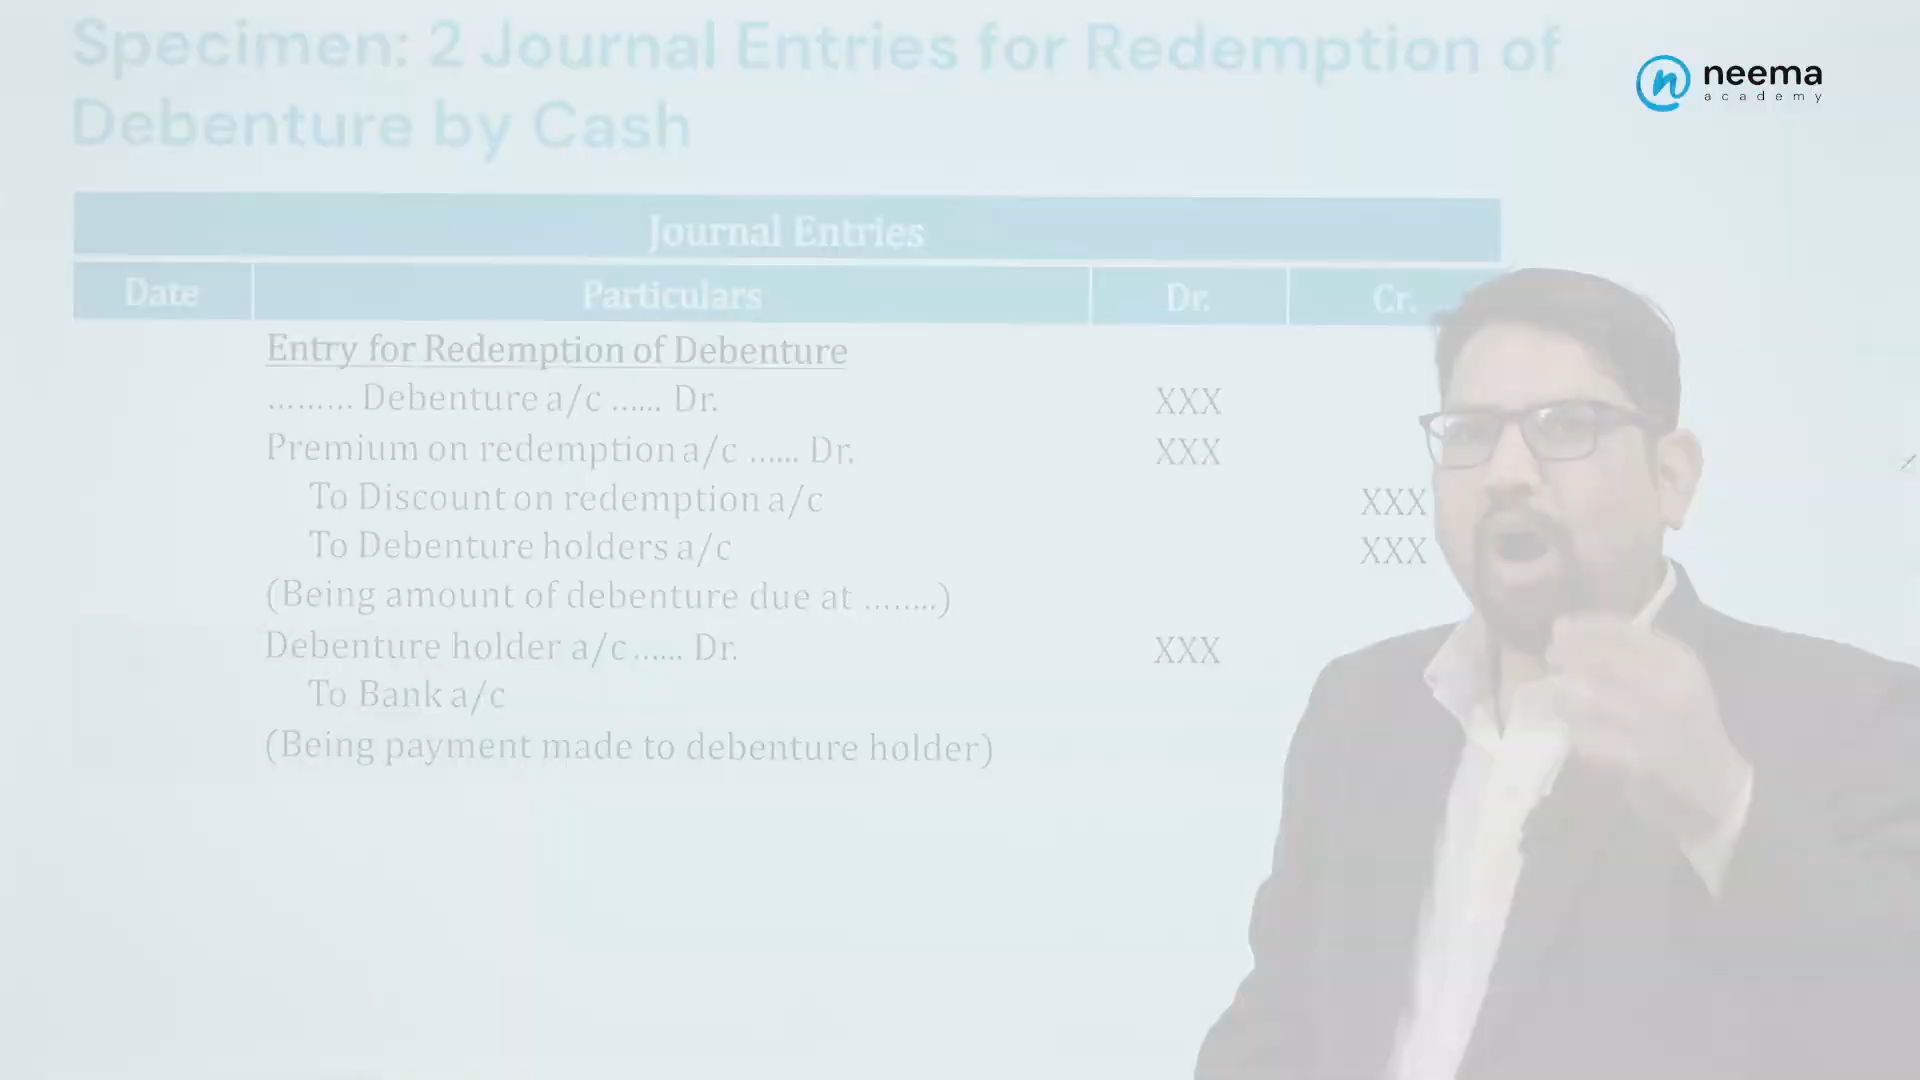 Specimen: 2 Journal Entries for Redemption of
Debenture by Cash
neema
academy
Journal Entries
Date Particulars Dr. Cr.
Entry for Redemption of Debenture
......... Debenture a/c ...... Dr. XXX
Premium on redemption a/c ...... Dr. XXX
To Discount on redemption a/c XXX
To Debenture holders a/c XXX
(Being amount of debenture due at ........)
Debenture holder a/c ...... Dr. XXX
To Bank a/c
(Being payment made to debenture holder)